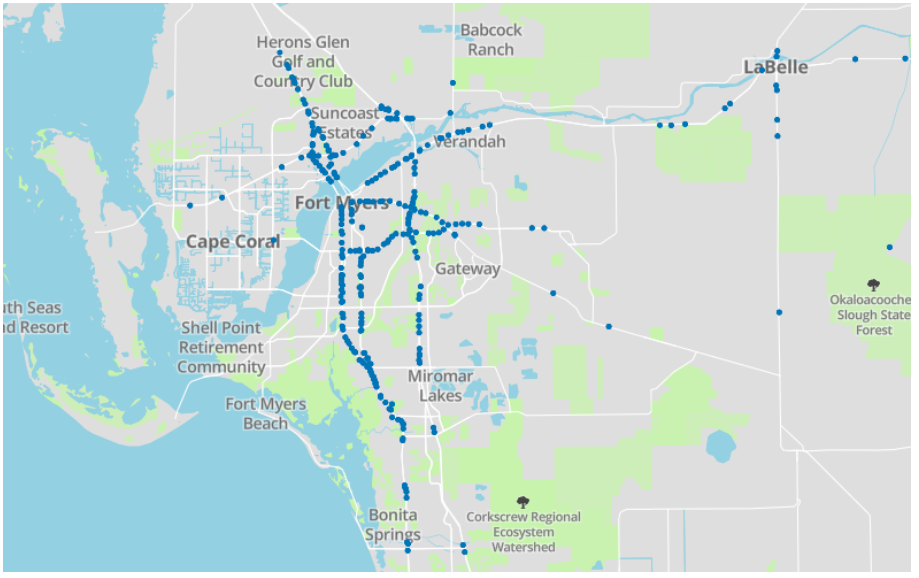 Babcock
Ranch
Herons Glen
Golf and
Country Club
LaBelle
Suncoast
Estates
Verandah
Fort Myers
Cape Coral
Gateway
uth Seas
nd Resort
Okaloacooche
Slough State
Forest
Shell Point
Retirement
Community
Miromar
Lakes
Fort Myers
Beach
Bonita
Springs
Corkscrew Regional
Ecosystem
Watershed